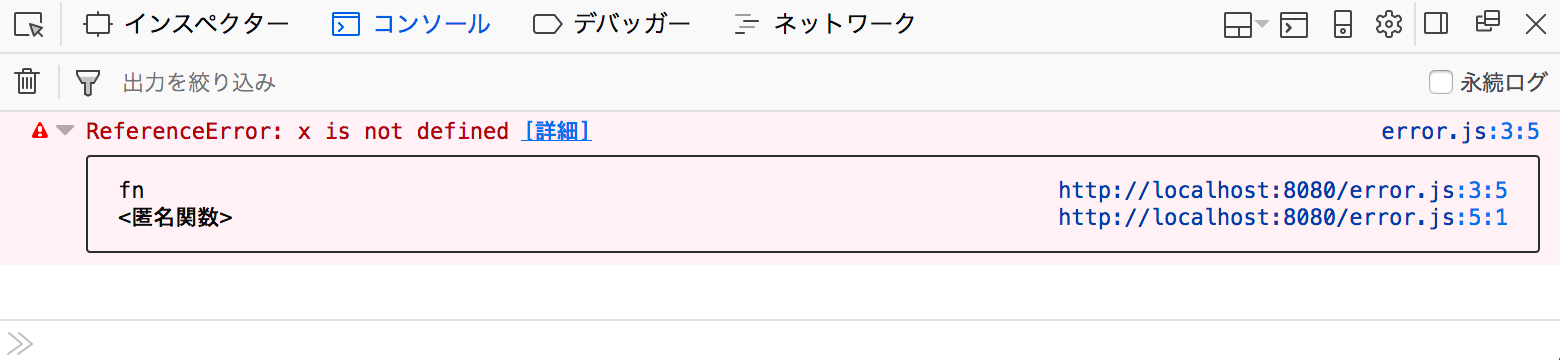 インスペクター コンソール デバッガー ネットワーク
出力を絞り込み 永続ログ
ReferenceError: x is not defined [詳細] error.js:3:5
fn http://localhost:8080/error.js:3:5
<匿名関数> http://localhost:8080/error.js:5:1